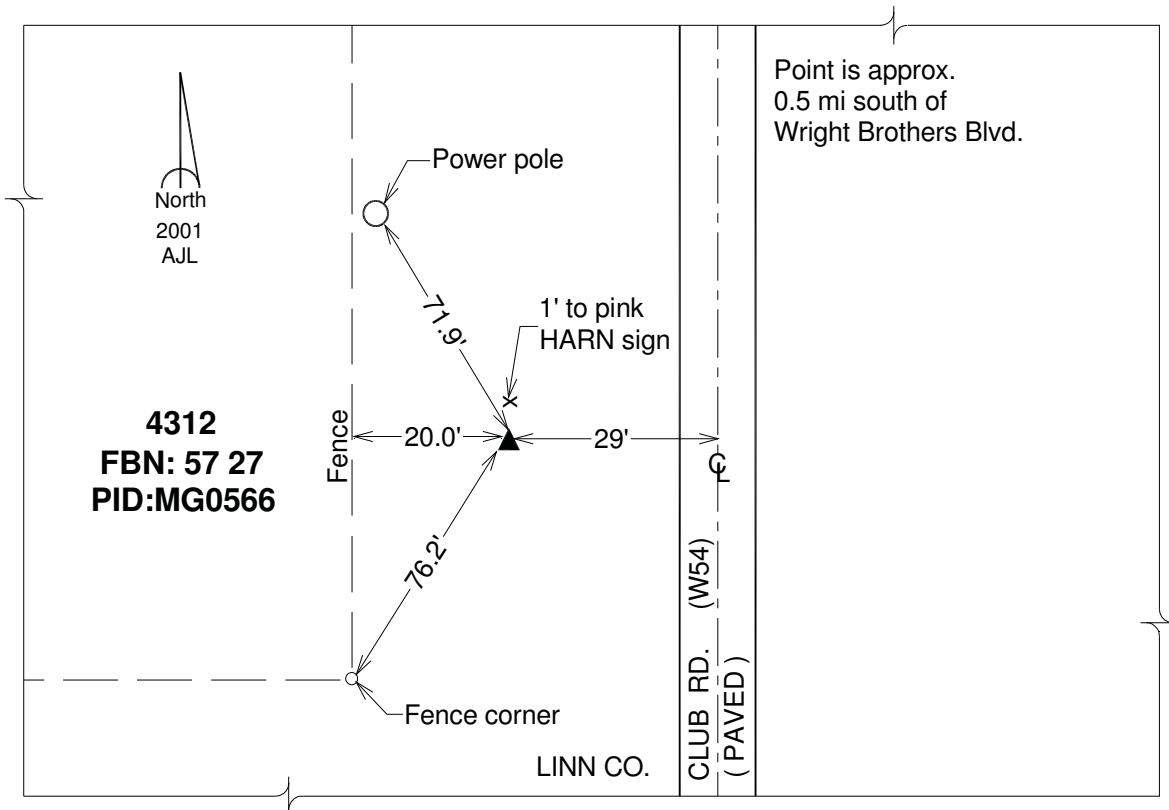 Point is approx.
0.5 mi south of
Wright Brothers Blvd.
Power pole
North
2001
AJL
71.9'
1' to pink
HARN sign
x
4312
FBN: 57 27
PID:MG0566
Fence
20.0'
29'
CL
76.2'
Fence corner
CLUB RD. (W54)
( PAVED )
LINN CO.